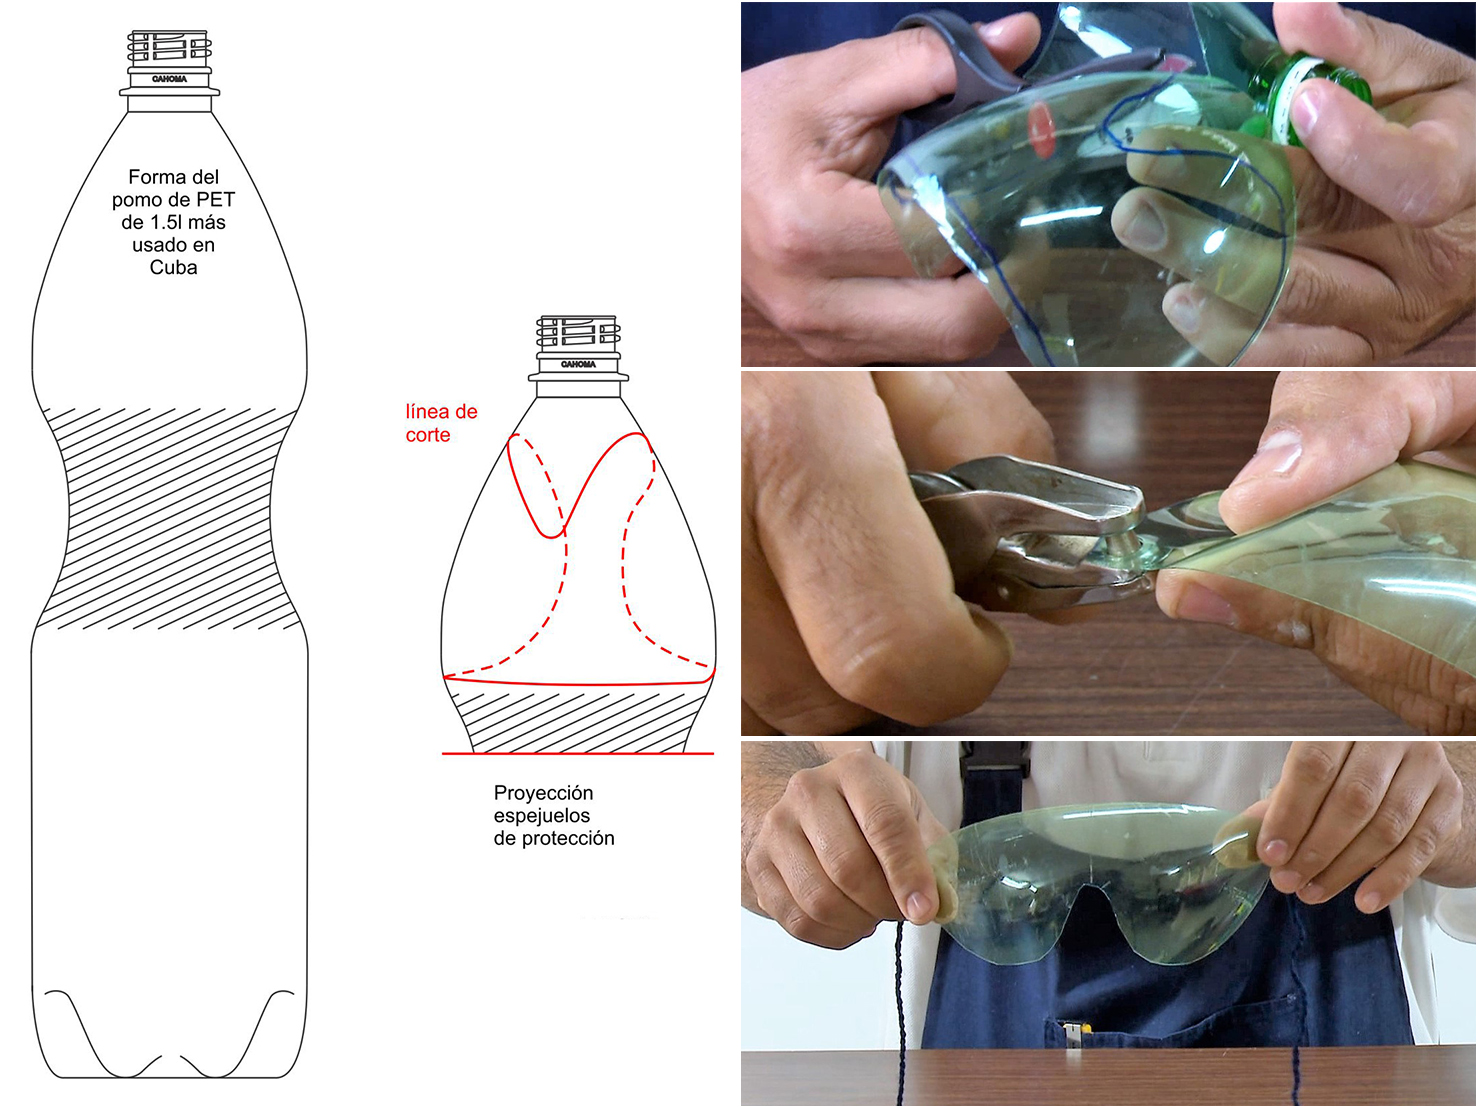 CAHOMA
Forma del
pomo de PET
de 1.5l más
usado en
Cuba
CAHOMA
línea de
corte
Proyección
espejuelos
de protección